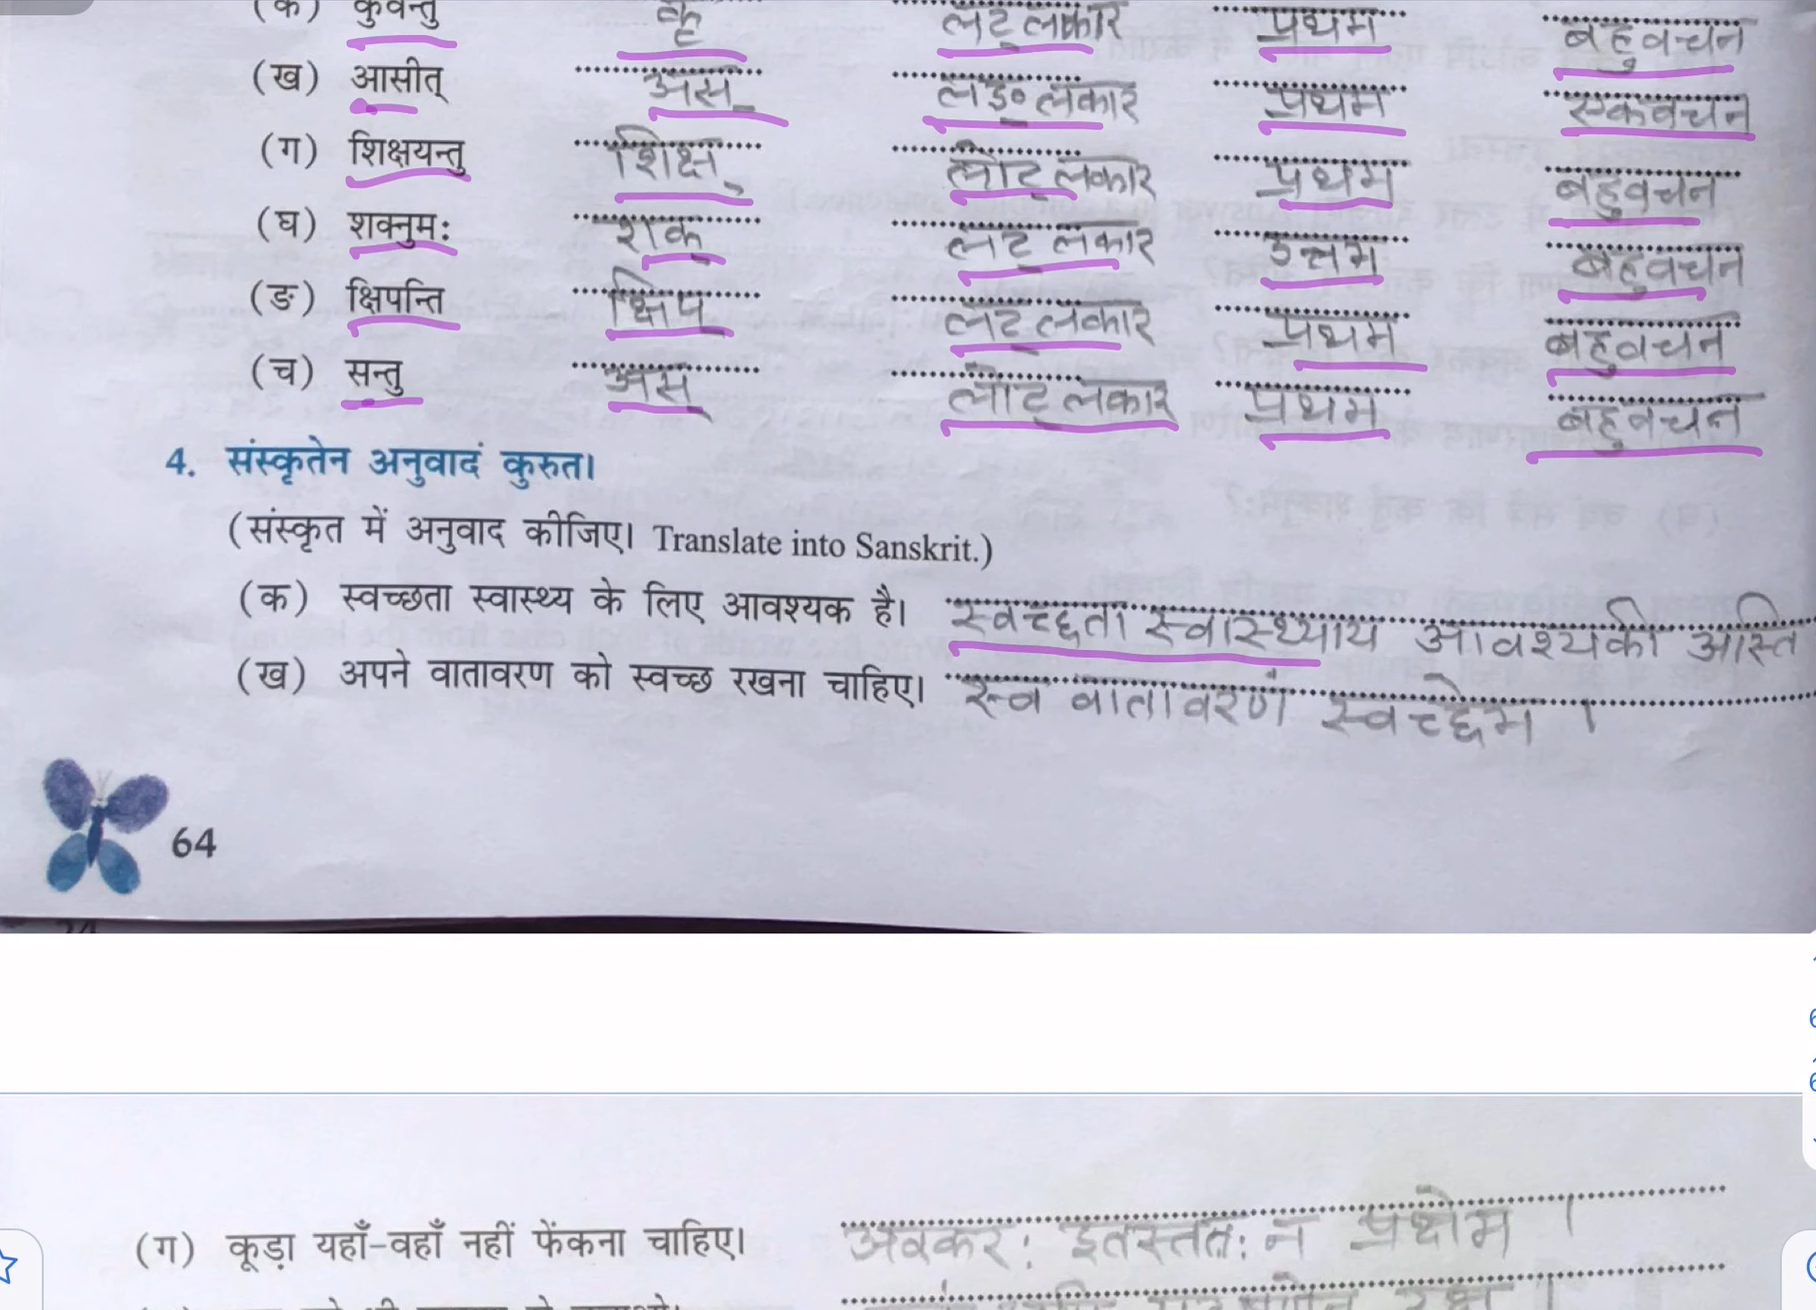 (क) कुर्वन्तु कृ लट् लकार प्रथम बहुवचन
(ख) आसीत् अस् लङ० लकार प्रथम एकवचन
(ग) शिक्षयन्तु शिक्ष् लोट् लकार प्रथम बहुवचन
(घ) शक्नुमः शक् लट् लकार उत्तम बहुवचन
(ङ) क्षिपन्ति क्षिप् लट् लकार प्रथम बहुवचन
(च) सन्तु अस् लोट् लकार प्रथम बहुवचन
4. संस्कृतेन अनुवादं कुरुत।
(संस्कृत में अनुवाद कीजिए। Translate into Sanskrit.)
(क) स्वच्छता स्वास्थ्य के लिए आवश्यक है। स्वच्छता स्वास्थ्याय आवश्यकी अस्ति
(ख) अपने वातावरण को स्वच्छ रखना चाहिए। स्व वातावरणं स्वच्छेम ।
64
(ग) कूड़ा यहाँ-वहाँ नहीं फेंकना चाहिए। अवकर: इतस्तत: न ।